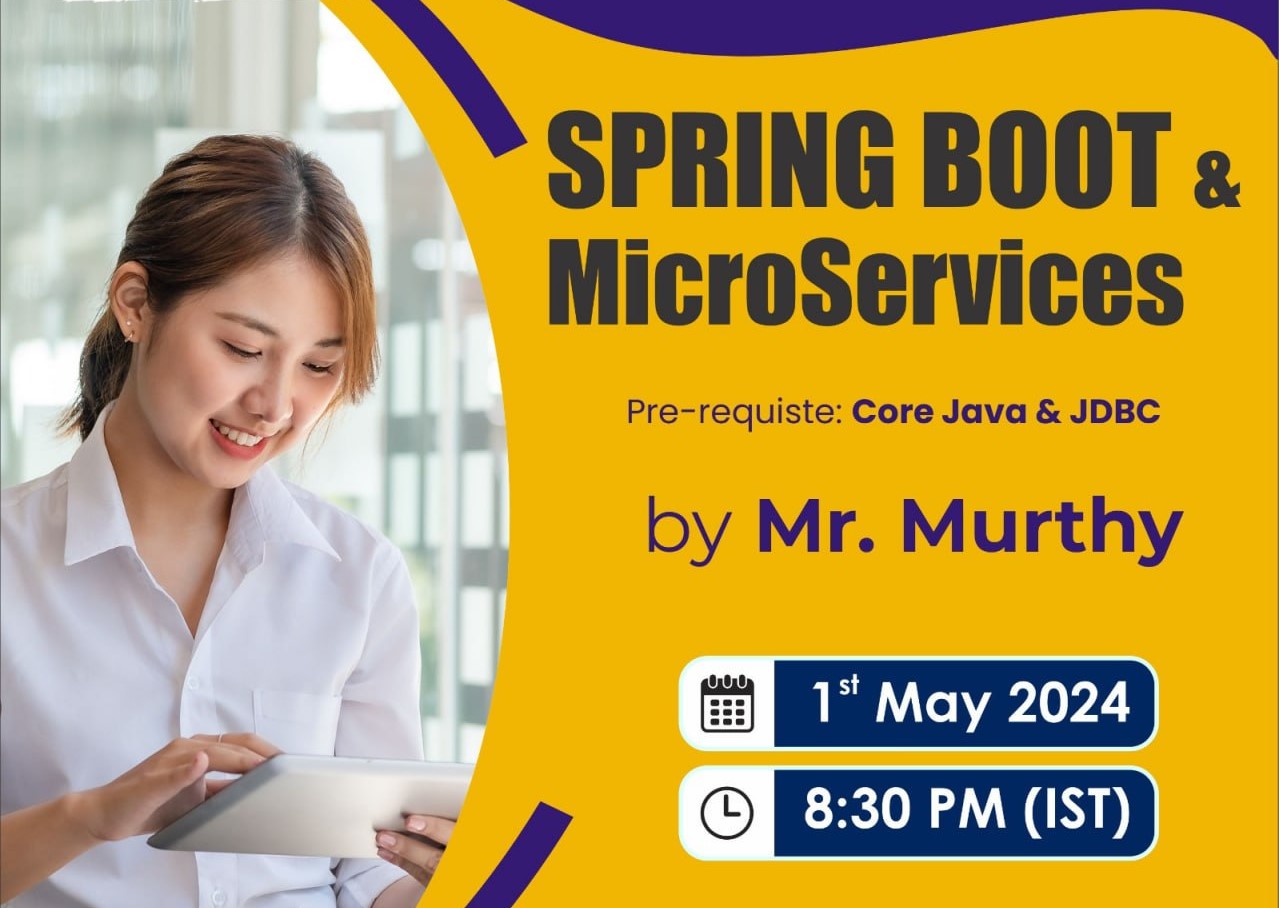 SPRING BOOT &
MicroServices
Pre-requiste: Core Java & JDBC
by Mr. Murthy
1st May 2024
8:30 PM (IST)